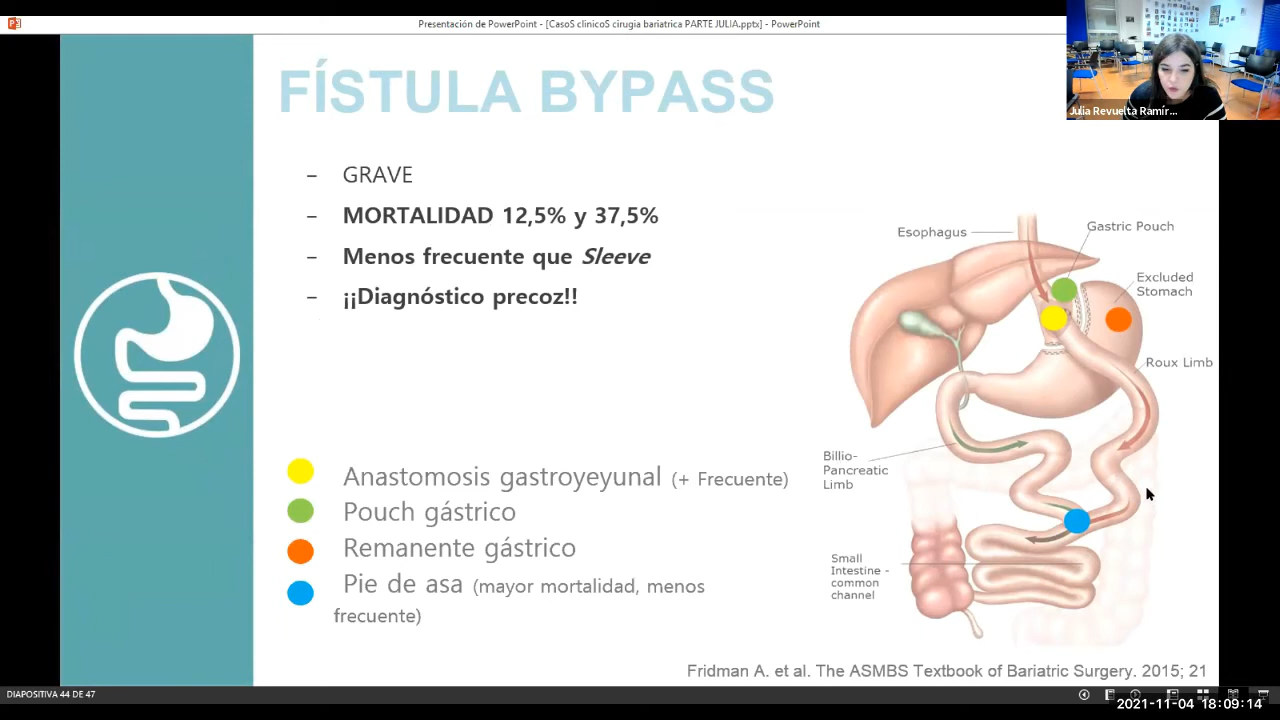 Presentación de PowerPoint - [CasoS clinicoS cirugia bariatrica PARTE JULIA.pptx] - PowerPoint
Julia Revuelta Ramír...
FÍSTULA BYPASS
– GRAVE
– MORTALIDAD 12,5% y 37,5%
– Menos frecuente que Sleeve
– ¡¡Diagnóstico precoz!!
Anastomosis gastroyeyunal (+ Frecuente)
Pouch gástrico
Remanente gástrico
Pie de asa (mayor mortalidad, menos
frecuente)
Esophagus
Gastric Pouch
Excluded
Stomach
Roux Limb
Billio-
Pancreatic
Limb
Small
Intestine -
common
channel
Fridman A. et al. The ASMBS Textbook of Bariatric Surgery. 2015; 21
DIAPOSITIVA 44 DE 47
2021-11-04 18:09:14